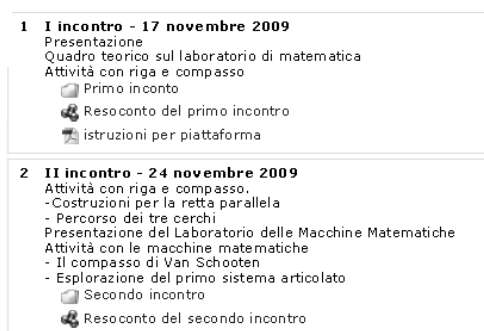 1 I incontro - 17 novembre 2009
Presentazione
Quadro teorico sul laboratorio di matematica
Attività con riga e compasso
Primo inconto
Resoconto del primo incontro
istruzioni per piattaforma
2 II incontro - 24 novembre 2009
Attività con riga e compasso.
-Costruzioni per la retta parallela
- Percorso dei tre cerchi
Presentazione del Laboratorio delle Macchine Matematiche
Attività con le macchine matematiche
- Il compasso di Van Schooten
- Esplorazione del primo sistema articolato
Secondo incontro
Resoconto del secondo incontro